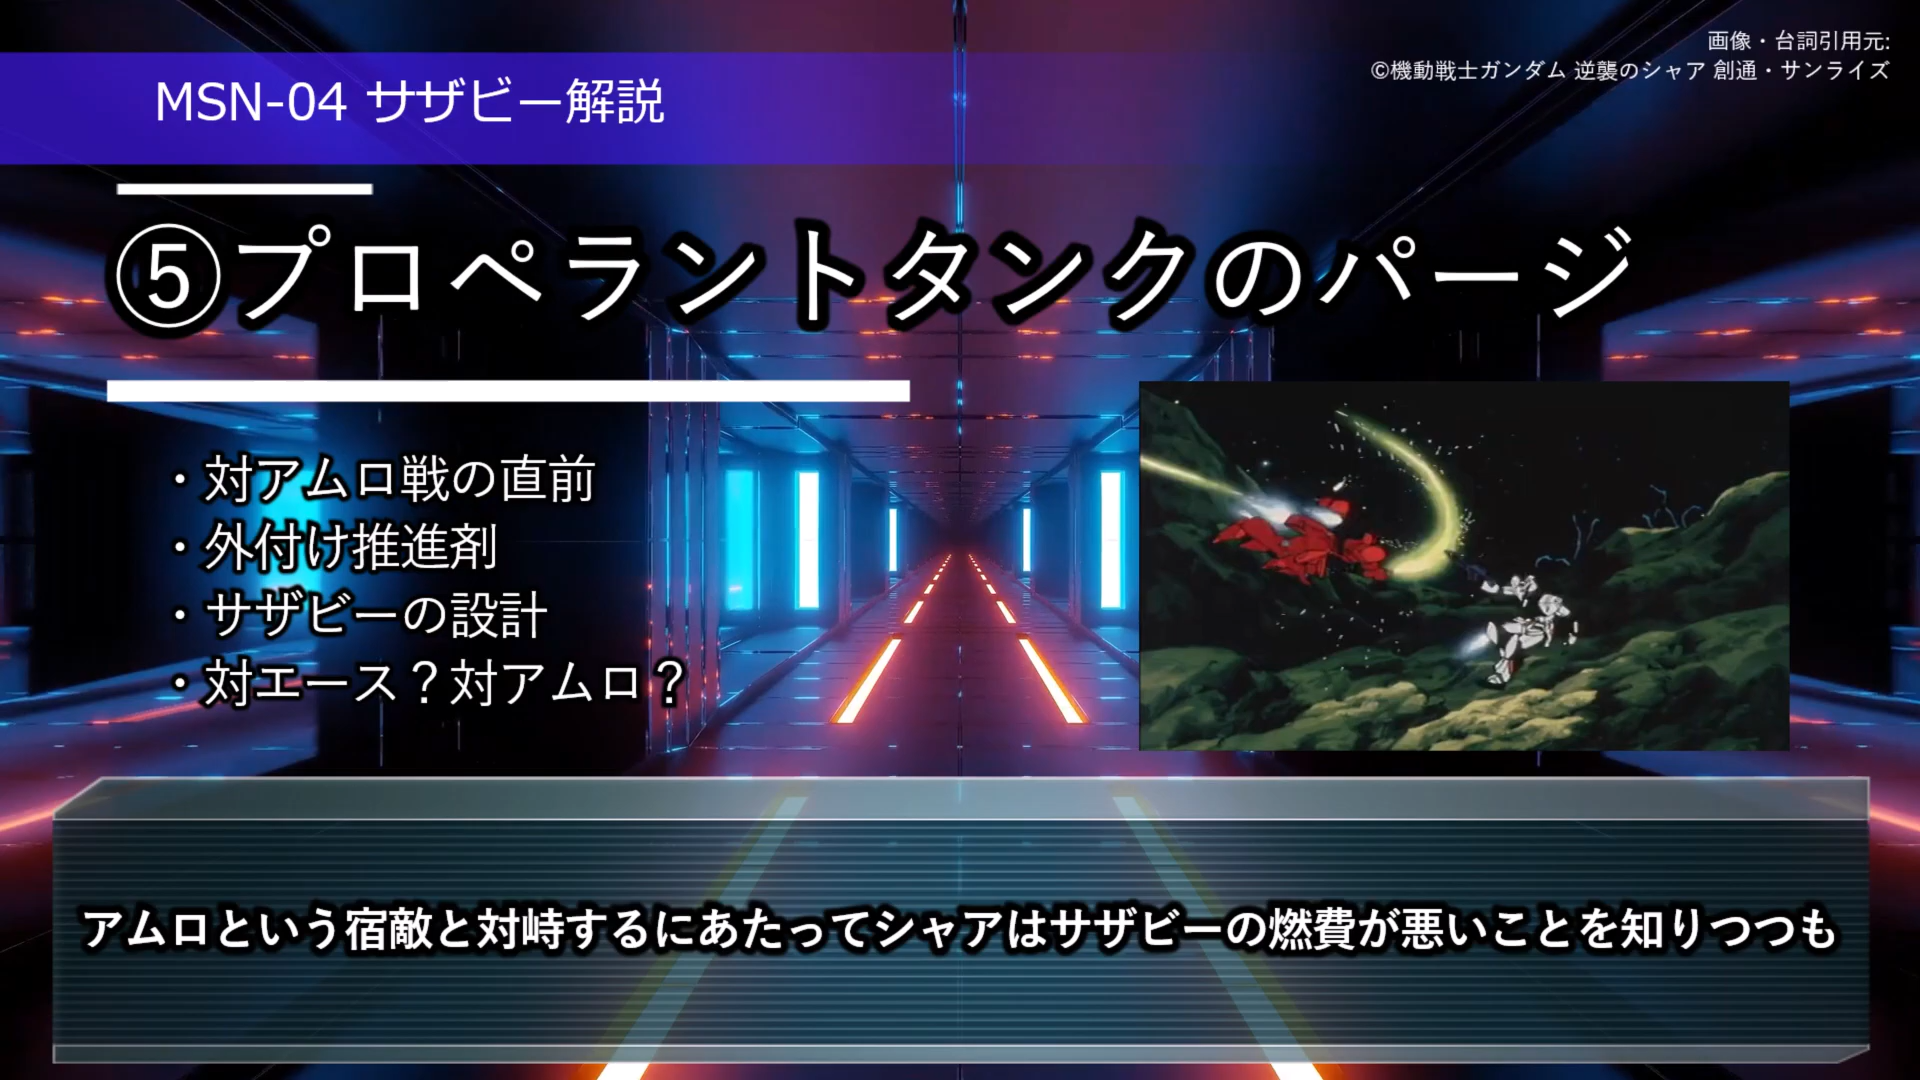 画像・台詞引用元:
©機動戦士ガンダム 逆襲のシャア 創通・サンライズ
MSN-04 サザビー解説
⑤プロペラントタンクのパージ
・対アムロ戦の直前
・外付け推進剤
・サザビーの設計
・対エース？対アムロ？
アムロという宿敵と対峙するにあたってシャアはサザビーの燃費が悪いことを知りつつも